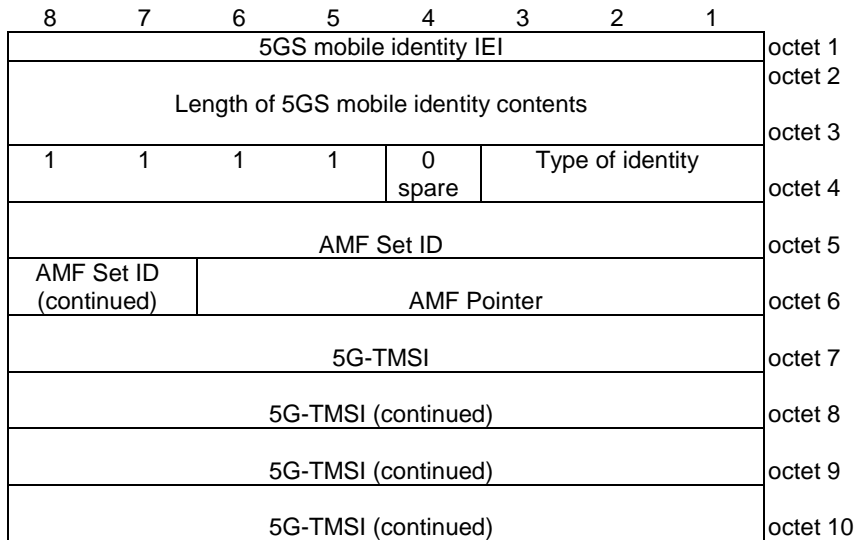 8 7 6 5 4 3 2 1
5GS mobile identity IEI octet 1
octet 2
Length of 5GS mobile identity contents
octet 3
1 1 1 1 0 Type of identity
spare octet 4
AMF Set ID octet 5
AMF Set ID
(continued) AMF Pointer octet 6
5G-TMSI octet 7
5G-TMSI (continued) octet 8
5G-TMSI (continued) octet 9
5G-TMSI (continued) octet 10